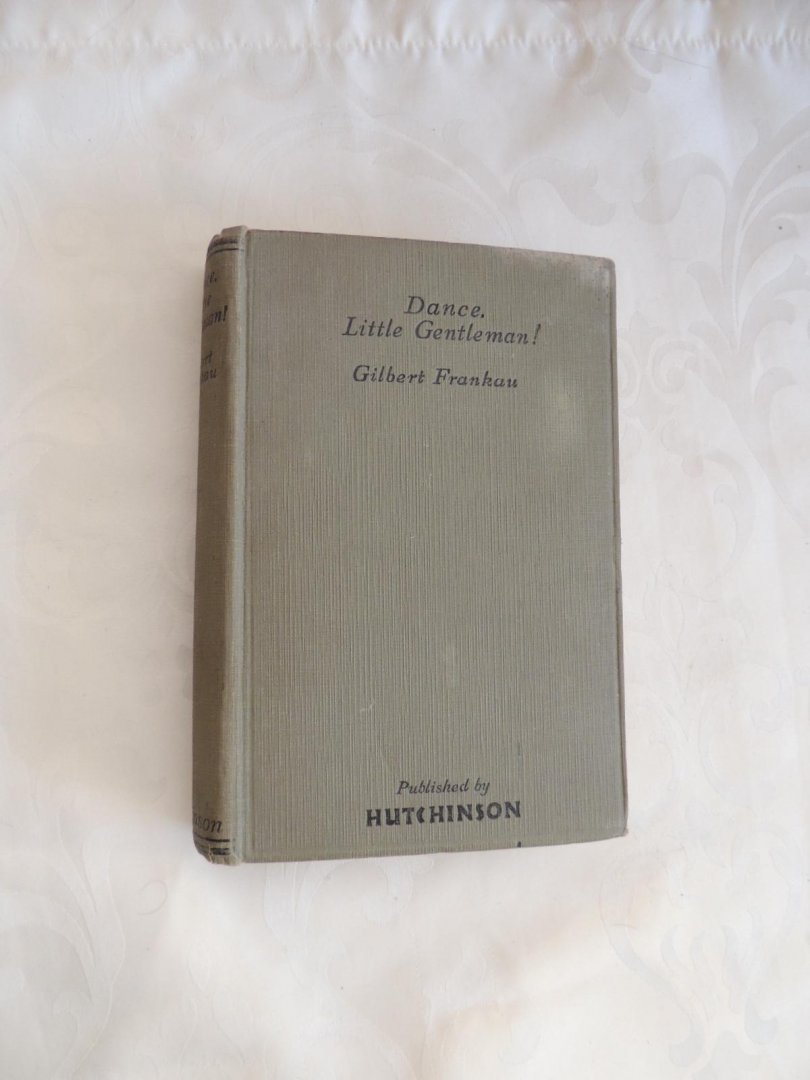 Dance,
Little Gentleman!
Gilbert Frankau
Published by
HUTCHINSON